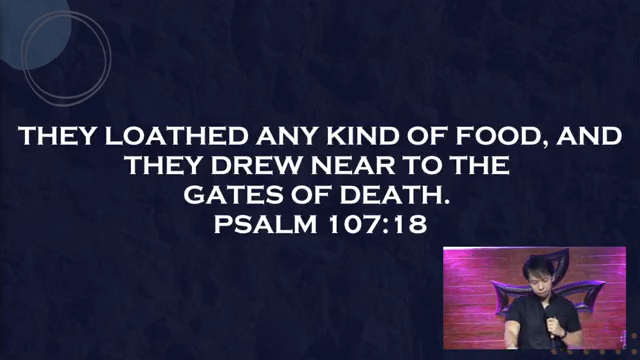 THEY LOATHED ANY KIND OF FOOD, AND
THEY DREW NEAR TO THE
GATES OF DEATH.
PSALM 107:18